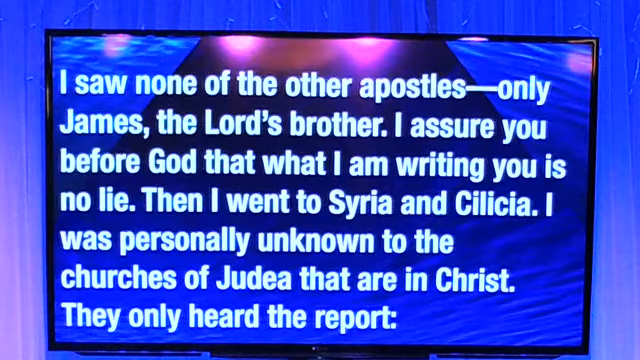 I saw none of the other apostles—only
James, the Lord's brother. I assure you
before God that what I am writing you is
no lie. Then I went to Syria and Cilicia. I
was personally unknown to the
churches of Judea that are in Christ.
They only heard the report: